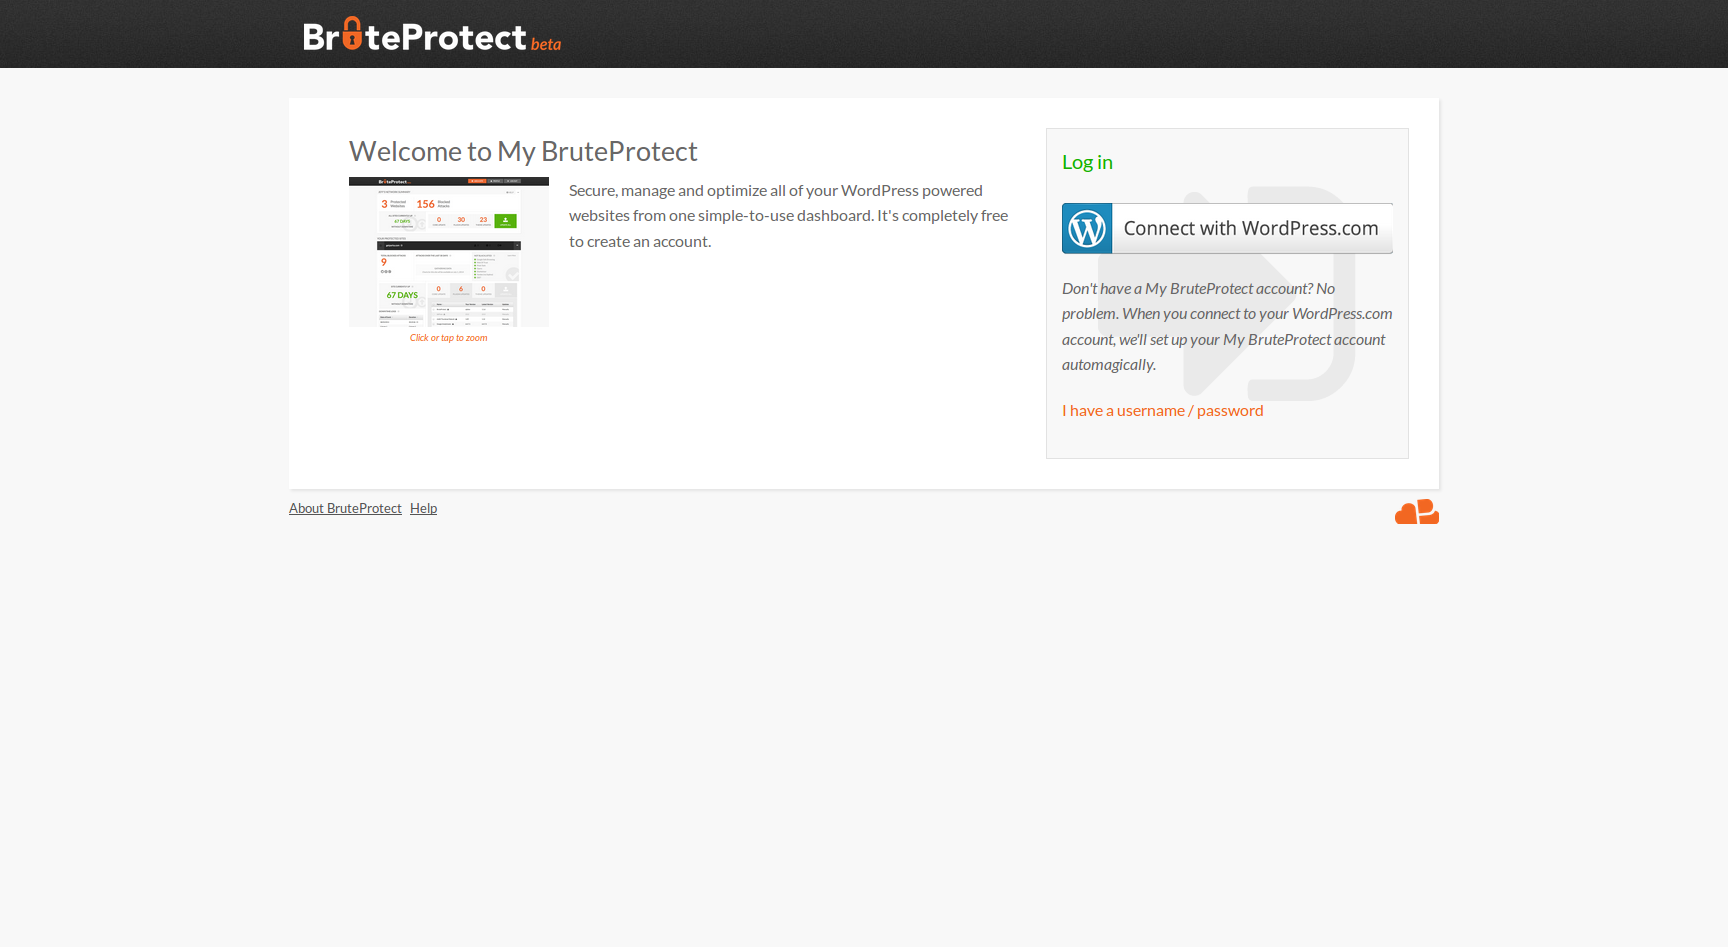 BruteProtect beta
Welcome to My BruteProtect
Secure, manage and optimize all of your WordPress powered
websites from one simple-to-use dashboard. It's completely free
to create an account.
3
156
0
30
23
9
67 DAYS
0
6
0
Click or tap to zoom
Log in
Connect with WordPress.com
Don't have a My BruteProtect account? No
problem. When you connect to your WordPress.com
account, we'll set up your My BruteProtect account
automagically.
I have a username / password
About BruteProtect Help